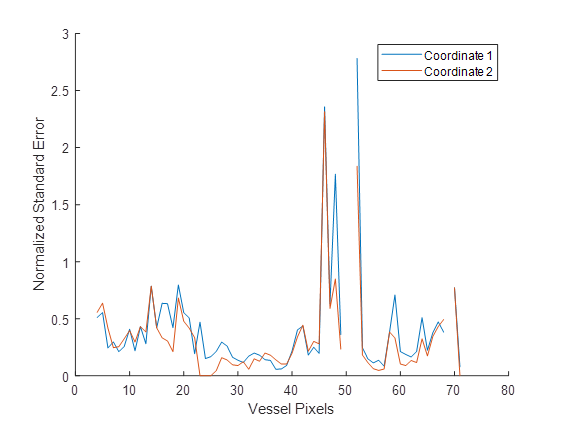 3
2.5
2
1.5
1
0.5
0
Normalized Standard Error
Coordinate 1
Coordinate 2
0 10 20 30 40 50 60 70 80
Vessel Pixels